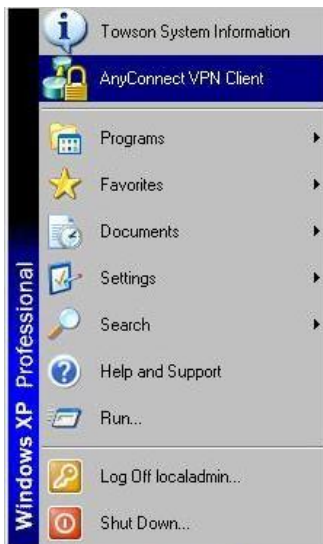 Towson System Information
AnyConnect VPN Client
Programs
Favorites
Documents
Settings
Search
Help and Support
Run...
Log Off localadmin...
Shut Down...
Windows XP Professional